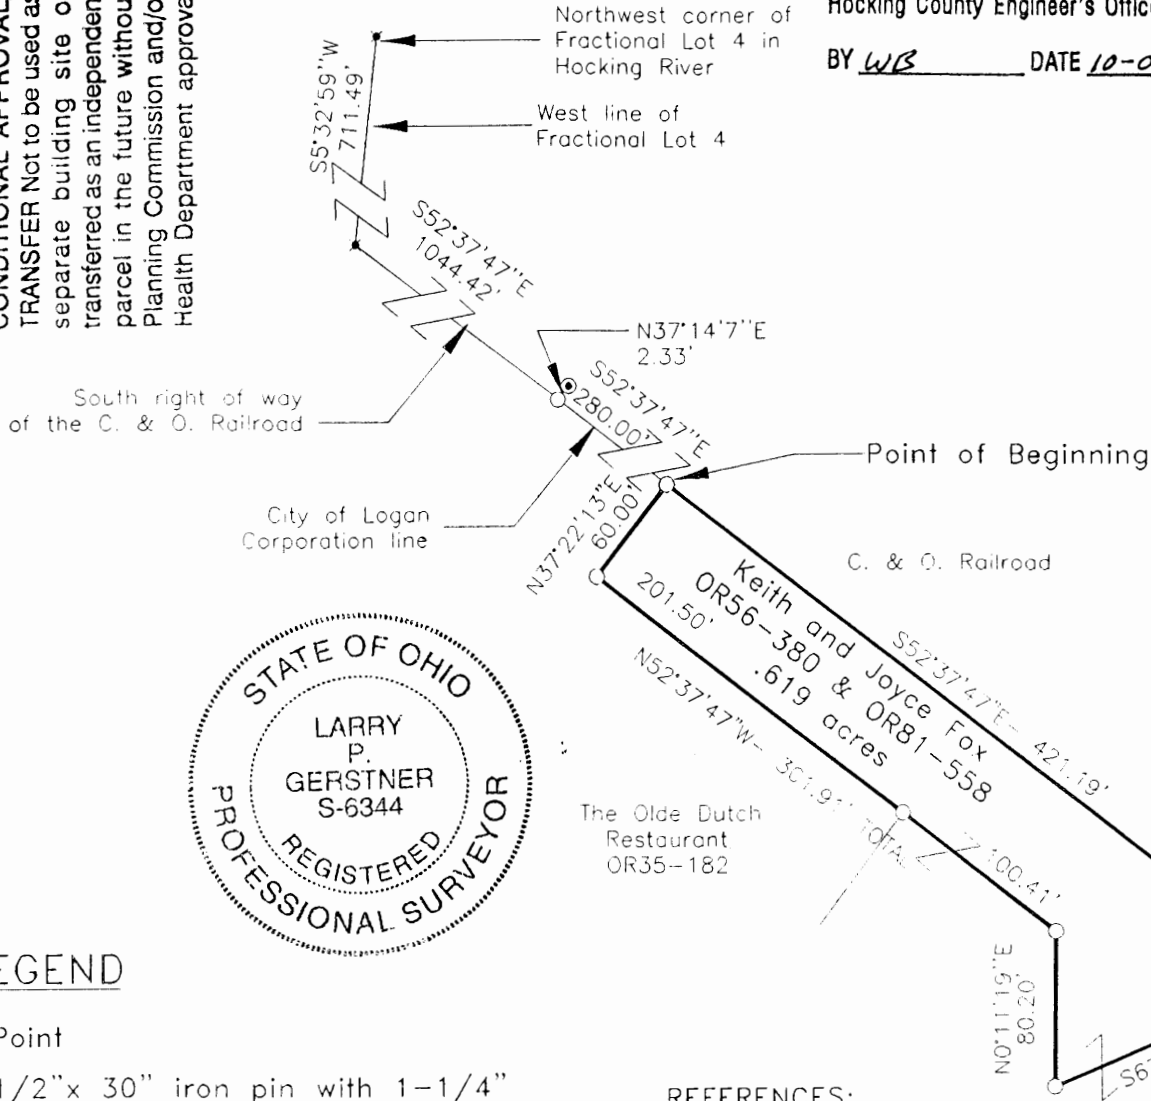 CONDITIONAL APPROVAL
TRANSFER Not to be used as
separate building site o
transferred as an independen
parcel in the future without
Planning Commission and/o
Health Department approva
Northwest corner of
Fractional Lot 4 in
Hocking River
Hocking County Engineer's Office
BY WB DATE 10-0
West line of
Fractional Lot 4
S5°32'59"W
711.49'
S52°37'47"E
1044.42'
N37°14'7"E
2.33'
South right of way
of the C. & O. Railroad
S52°37'47"E
280.00'
Point of Beginning
City of Logan
Corporation line
N37°22'13"E
60.00'
C. & O. Railroad
Keith and Joyce Fox
OR56-380 & OR81-558
.619 acres
201.50'
S52°37'47"E- 421.19'
N52°37'47"W- 301.91' TOTAL
100.41'
STATE OF OHIO
LARRY
P.
GERSTNER
S-6344
REGISTERED
PROFESSIONAL SURVEYOR
The Olde Dutch
Restaurant
OR35-182
N0°11'19"E
80.20'
S67
EGEND
Point
1/2"x 30" iron pin with 1-1/4"
REFERENCES: